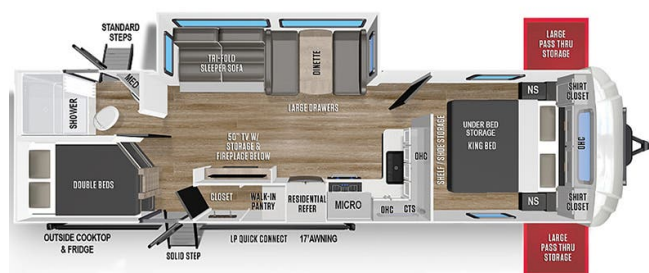 STANDARD
STEPS
LARGE
PASS THRU
STORAGE
TRI-FOLD
SLEEPER SOFA
DINETTE
MED
SHOWER
LARGE DRAWERS
NS
SHIRT
CLOSET
UNDER BED
STORAGE
KING BED
SHELF / SHOE STORAGE
OHC
OHC
50" TV W/
STORAGE &
FIREPLACE BELOW
DOUBLE BEDS
CLOSET
WALK-IN
PANTRY
RESIDENTIAL
REFER
MICRO
OHC
CTS
NS
SHIRT
CLOSET
OUTSIDE COOKTOP
& FRIDGE
SOLID STEP
LP QUICK CONNECT
17' AWNING
LARGE
PASS THRU
STORAGE